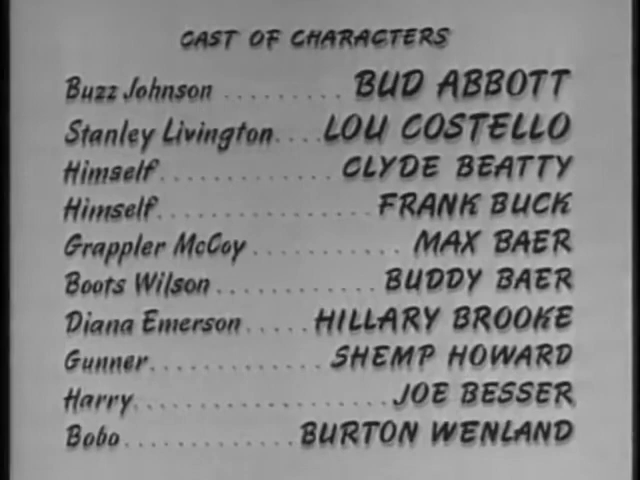 CAST OF CHARACTERS
Buzz Johnson ......... BUD ABBOTT
Stanley Livington.... LOU COSTELLO
Himself............. CLYDE BEATTY
Himself................ FRANK BUCK
Grappler McCoy .......... MAX BAER
Boots Wilson ............ BUDDY BAER
Diana Emerson ..... HILLARY BROOKE
Gunner............. SHEMP HOWARD
Harry................... JOE BESSER
Bobo............. BURTON WENLAND